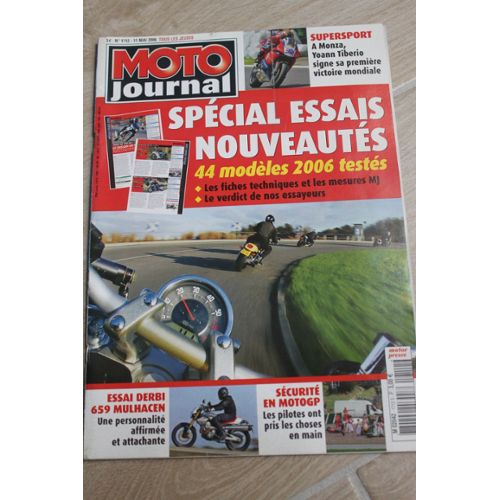 11 MAI 2006 TOUS LES JEUDIS
MOTO
Journal
SUPERSPORT
A Monza,
Yoann Tiberio
signe sa première
victoire mondiale
SPÉCIAL ESSAIS
NOUVEAUTÉS
44 modèles 2006 testés
Les fiches techniques et les mesures MJ
Le verdict de nos essayeurs
motor
presse
ESSAI DERBI
659 MULHACEN
Une personnalité
affirmée
et attachante
SÉCURITÉ
EN MOTOGP
Les pilotes ont
pris les choses
en main